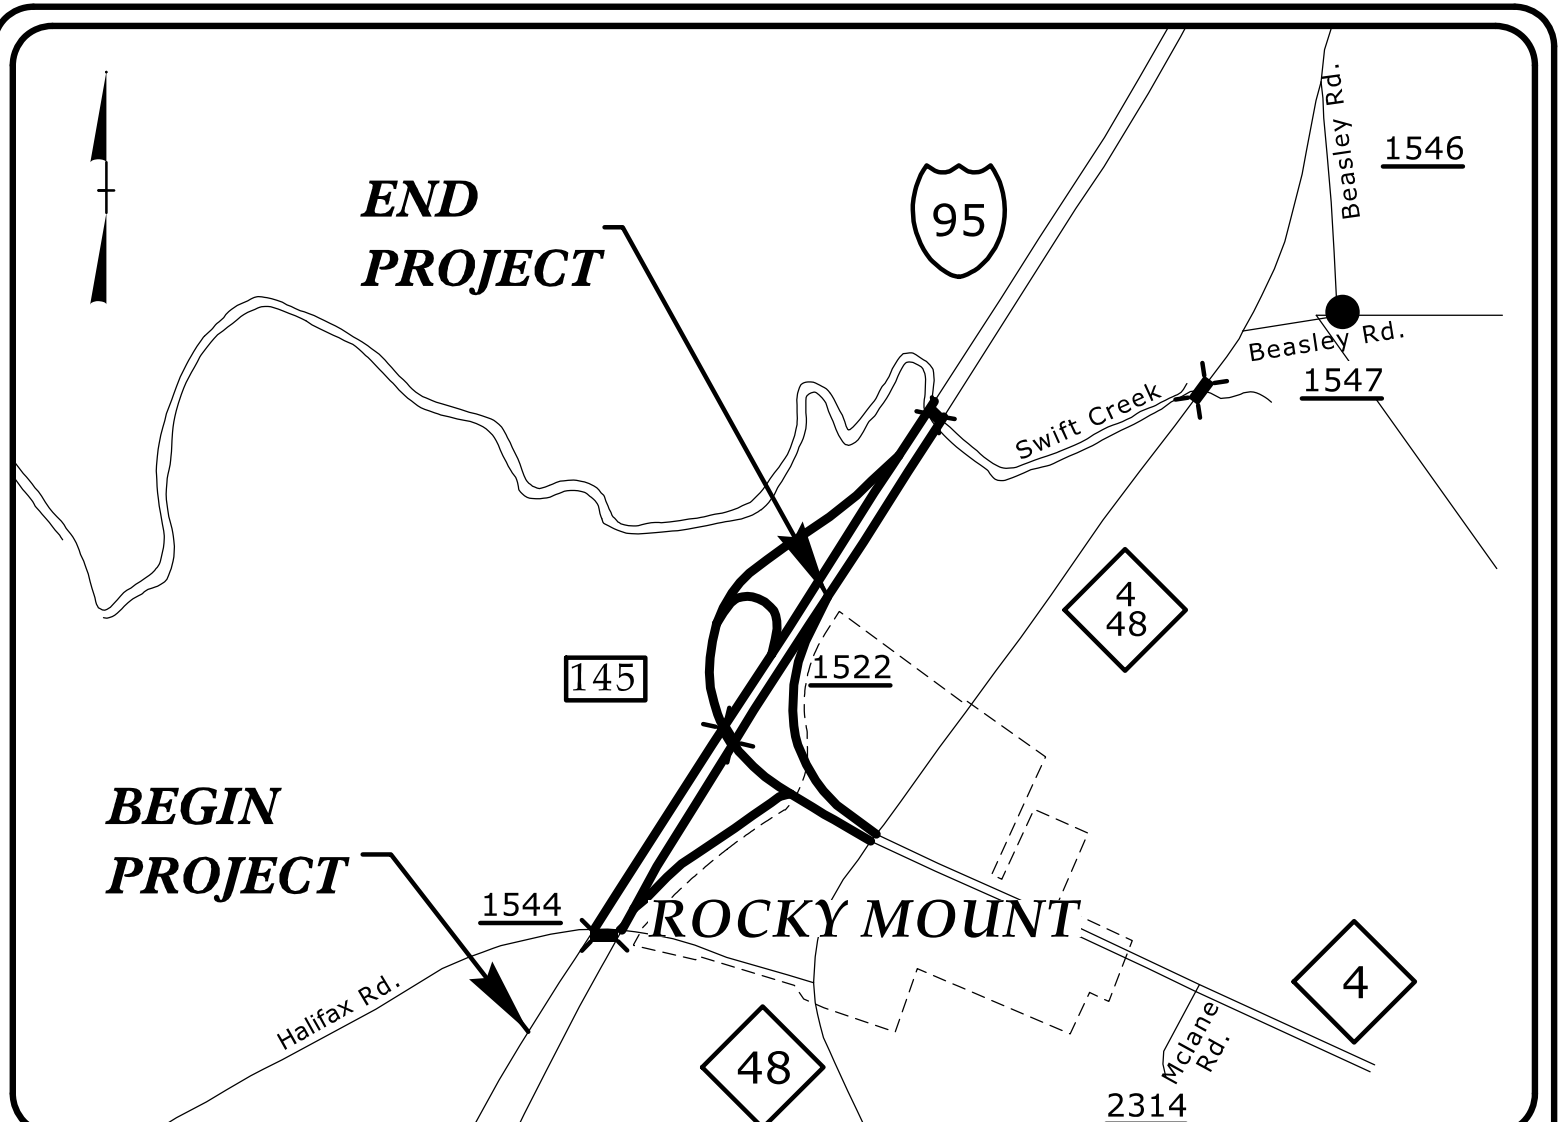 Beasley Rd.
1546
END
PROJECT
95
Beasley Rd.
1547
Swift Creek
4
48
145
1522
BEGIN
PROJECT
1544
ROCKY MOUNT
Halifax Rd.
48
4
Mclane
Rd.
2314